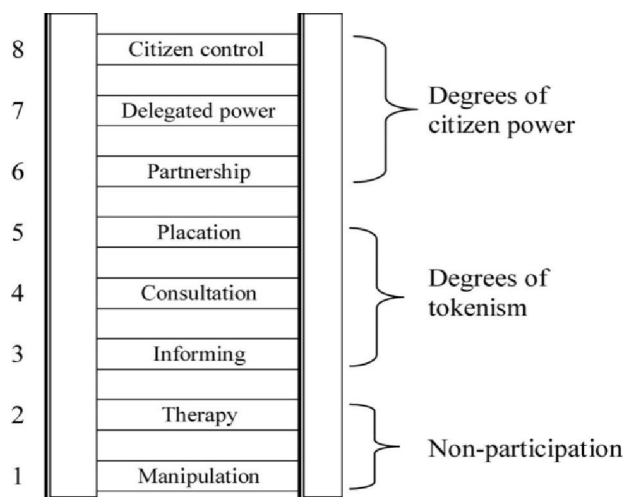 8 Citizen control
7 Delegated power
6 Partnership
Degrees of
citizen power
5 Placation
4 Consultation
3 Informing
Degrees of
tokenism
2 Therapy
1 Manipulation
Non-participation